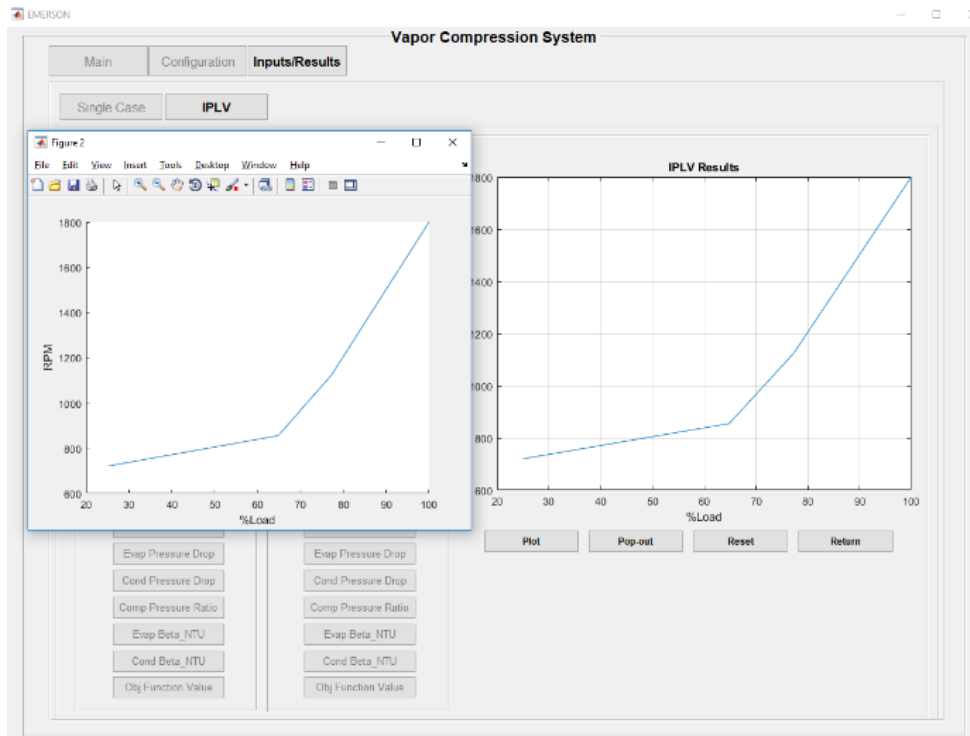 EMERSON
Vapor Compression System
Main Configuration Inputs/Results
Single Case IPLV
Figure 2
File Edit View Insert Tools Desktop Window Help
1800
1600
1400
1200
1000
800
600
RPM
20 30 40 50 60 70 80 90 100
%Load
IPLV Results
1800
1600
1400
1200
1000
800
600
20 30 40 50 60 70 80 90 100
%Load
Plot Pop-out Reset Return
Evap Pressure Drop Evap Pressure Drop
Cond Pressure Drop Cond Pressure Drop
Comp Pressure Ratio Comp Pressure Ratio
Evap Beta_NTU Evap Beta_NTU
Cond Beta_NTU Cond Beta_NTU
Obj Function Value Obj Function Value